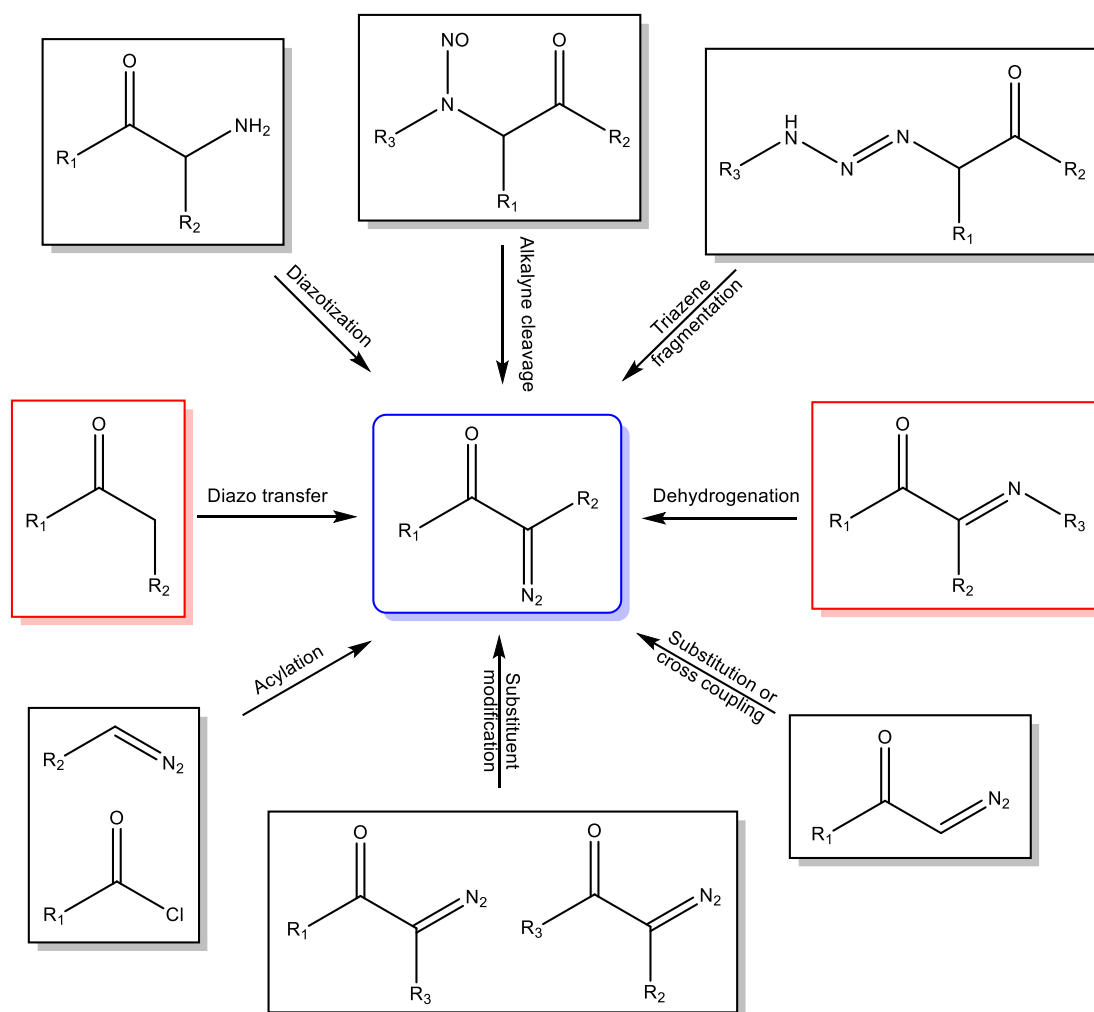 O
NH₂
R₁
R₂
NO
O
N
R₃
R₂
R₁
O
H
N
N
N
R₃
R₂
R₁
Diazotization
Alkalyne cleavage
Triazene
fragmentation
O
R₁
R₂
Diazo transfer
O
R₂
R₁
N₂
Dehydrogenation
O
N
R₁
R₃
R₂
Acylation
Substituent
modification
Substitution or
cross coupling
R₂
N₂
O
R₁
Cl
O
N₂
R₁
R₃
O
N₂
R₃
R₂
O
N₂
R₁